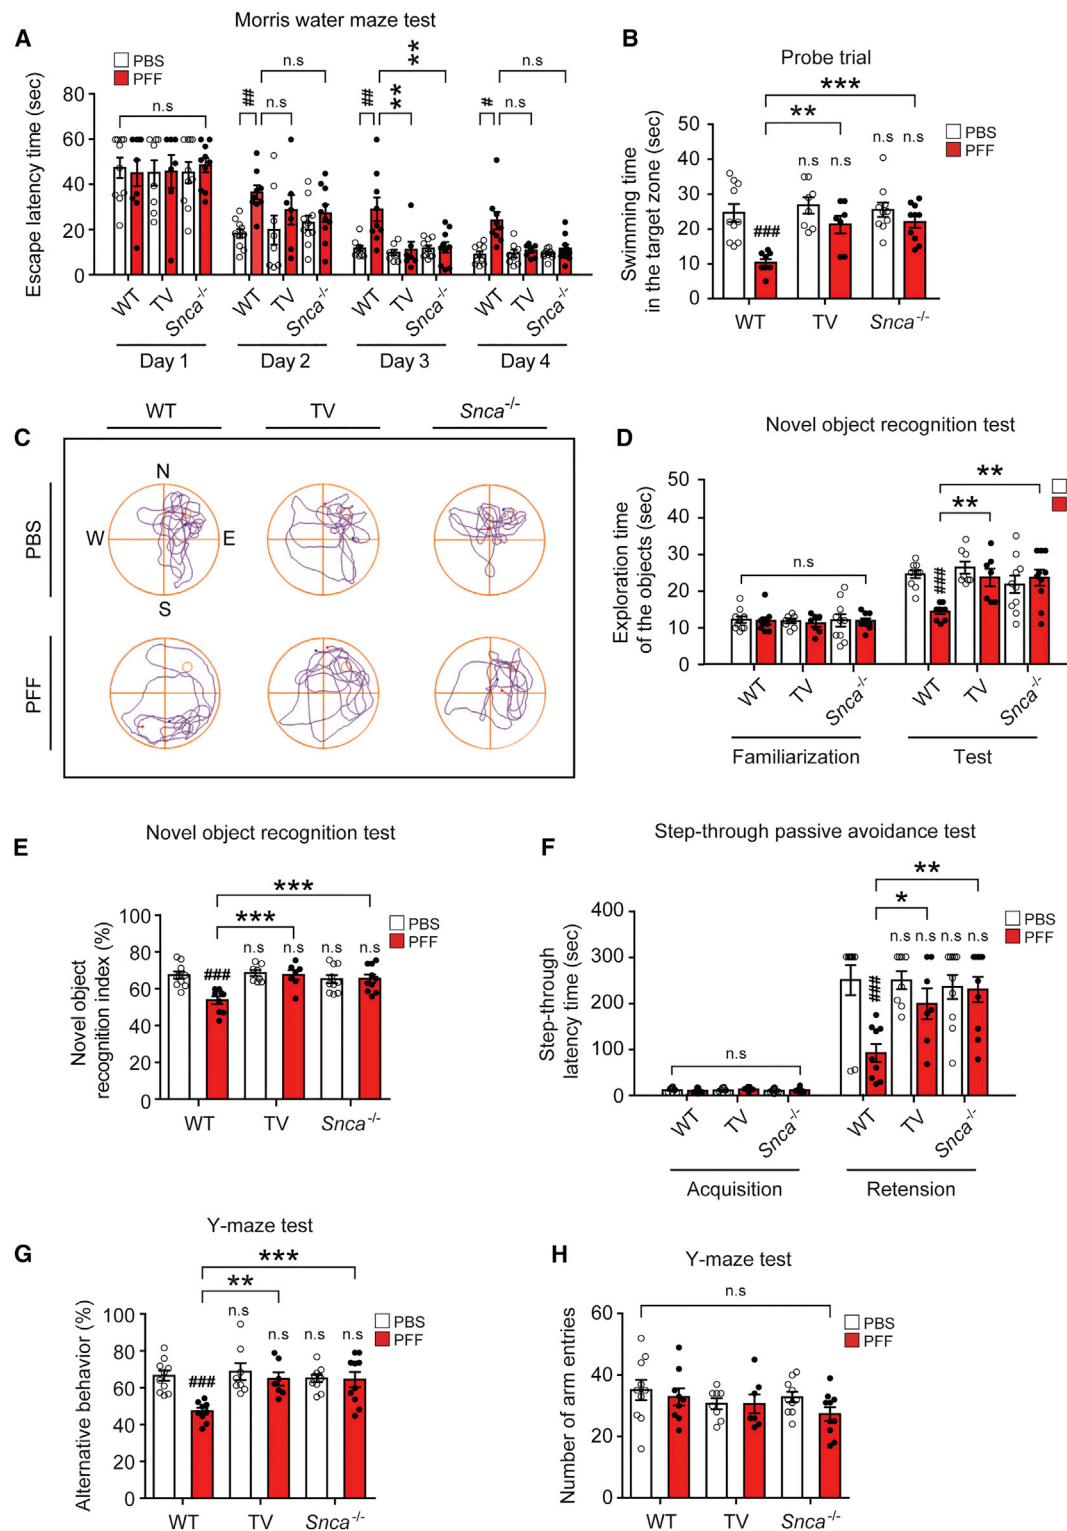 A
Morris water maze test
PBS
PFF
Escape latency time (sec)
80
60
40
20
0
n.s
##
n.s
n.s
##
**
**
#
n.s
n.s
WT
TV
Snca-/-
WT
TV
Snca-/-
WT
TV
Snca-/-
WT
TV
Snca-/-
Day 1
Day 2
Day 3
Day 4
B
Probe trial
Swimming time
in the target zone (sec)
50
40
30
20
10
0
***
**
###
n.s
n.s
n.s
n.s
PBS
PFF
WT
TV
Snca-/-
C
WT
TV
Snca-/-
PBS
PFF
N
W
E
S
D
Novel object recognition test
Exploration time
of the objects (sec)
50
40
30
20
10
0
n.s
###
**
**
WT
TV
Snca-/-
WT
TV
Snca-/-
Familiarization
Test
E
Novel object recognition test
Novel object
recognition index (%)
100
80
60
40
20
0
***
***
###
n.s
n.s
n.s
n.s
PBS
PFF
WT
TV
Snca-/-
F
Step-through passive avoidance test
Step-through
latency time (sec)
400
300
200
100
0
n.s
**
*
###
n.s
n.s
n.s
n.s
PBS
PFF
WT
TV
Snca-/-
WT
TV
Snca-/-
Acquisition
Retension
G
Y-maze test
Alternative behavior (%)
100
80
60
40
20
0
***
**
###
n.s
n.s
n.s
n.s
PBS
PFF
WT
TV
Snca-/-
H
Y-maze test
Number of arm entries
60
40
20
0
n.s
PBS
PFF
WT
TV
Snca-/-